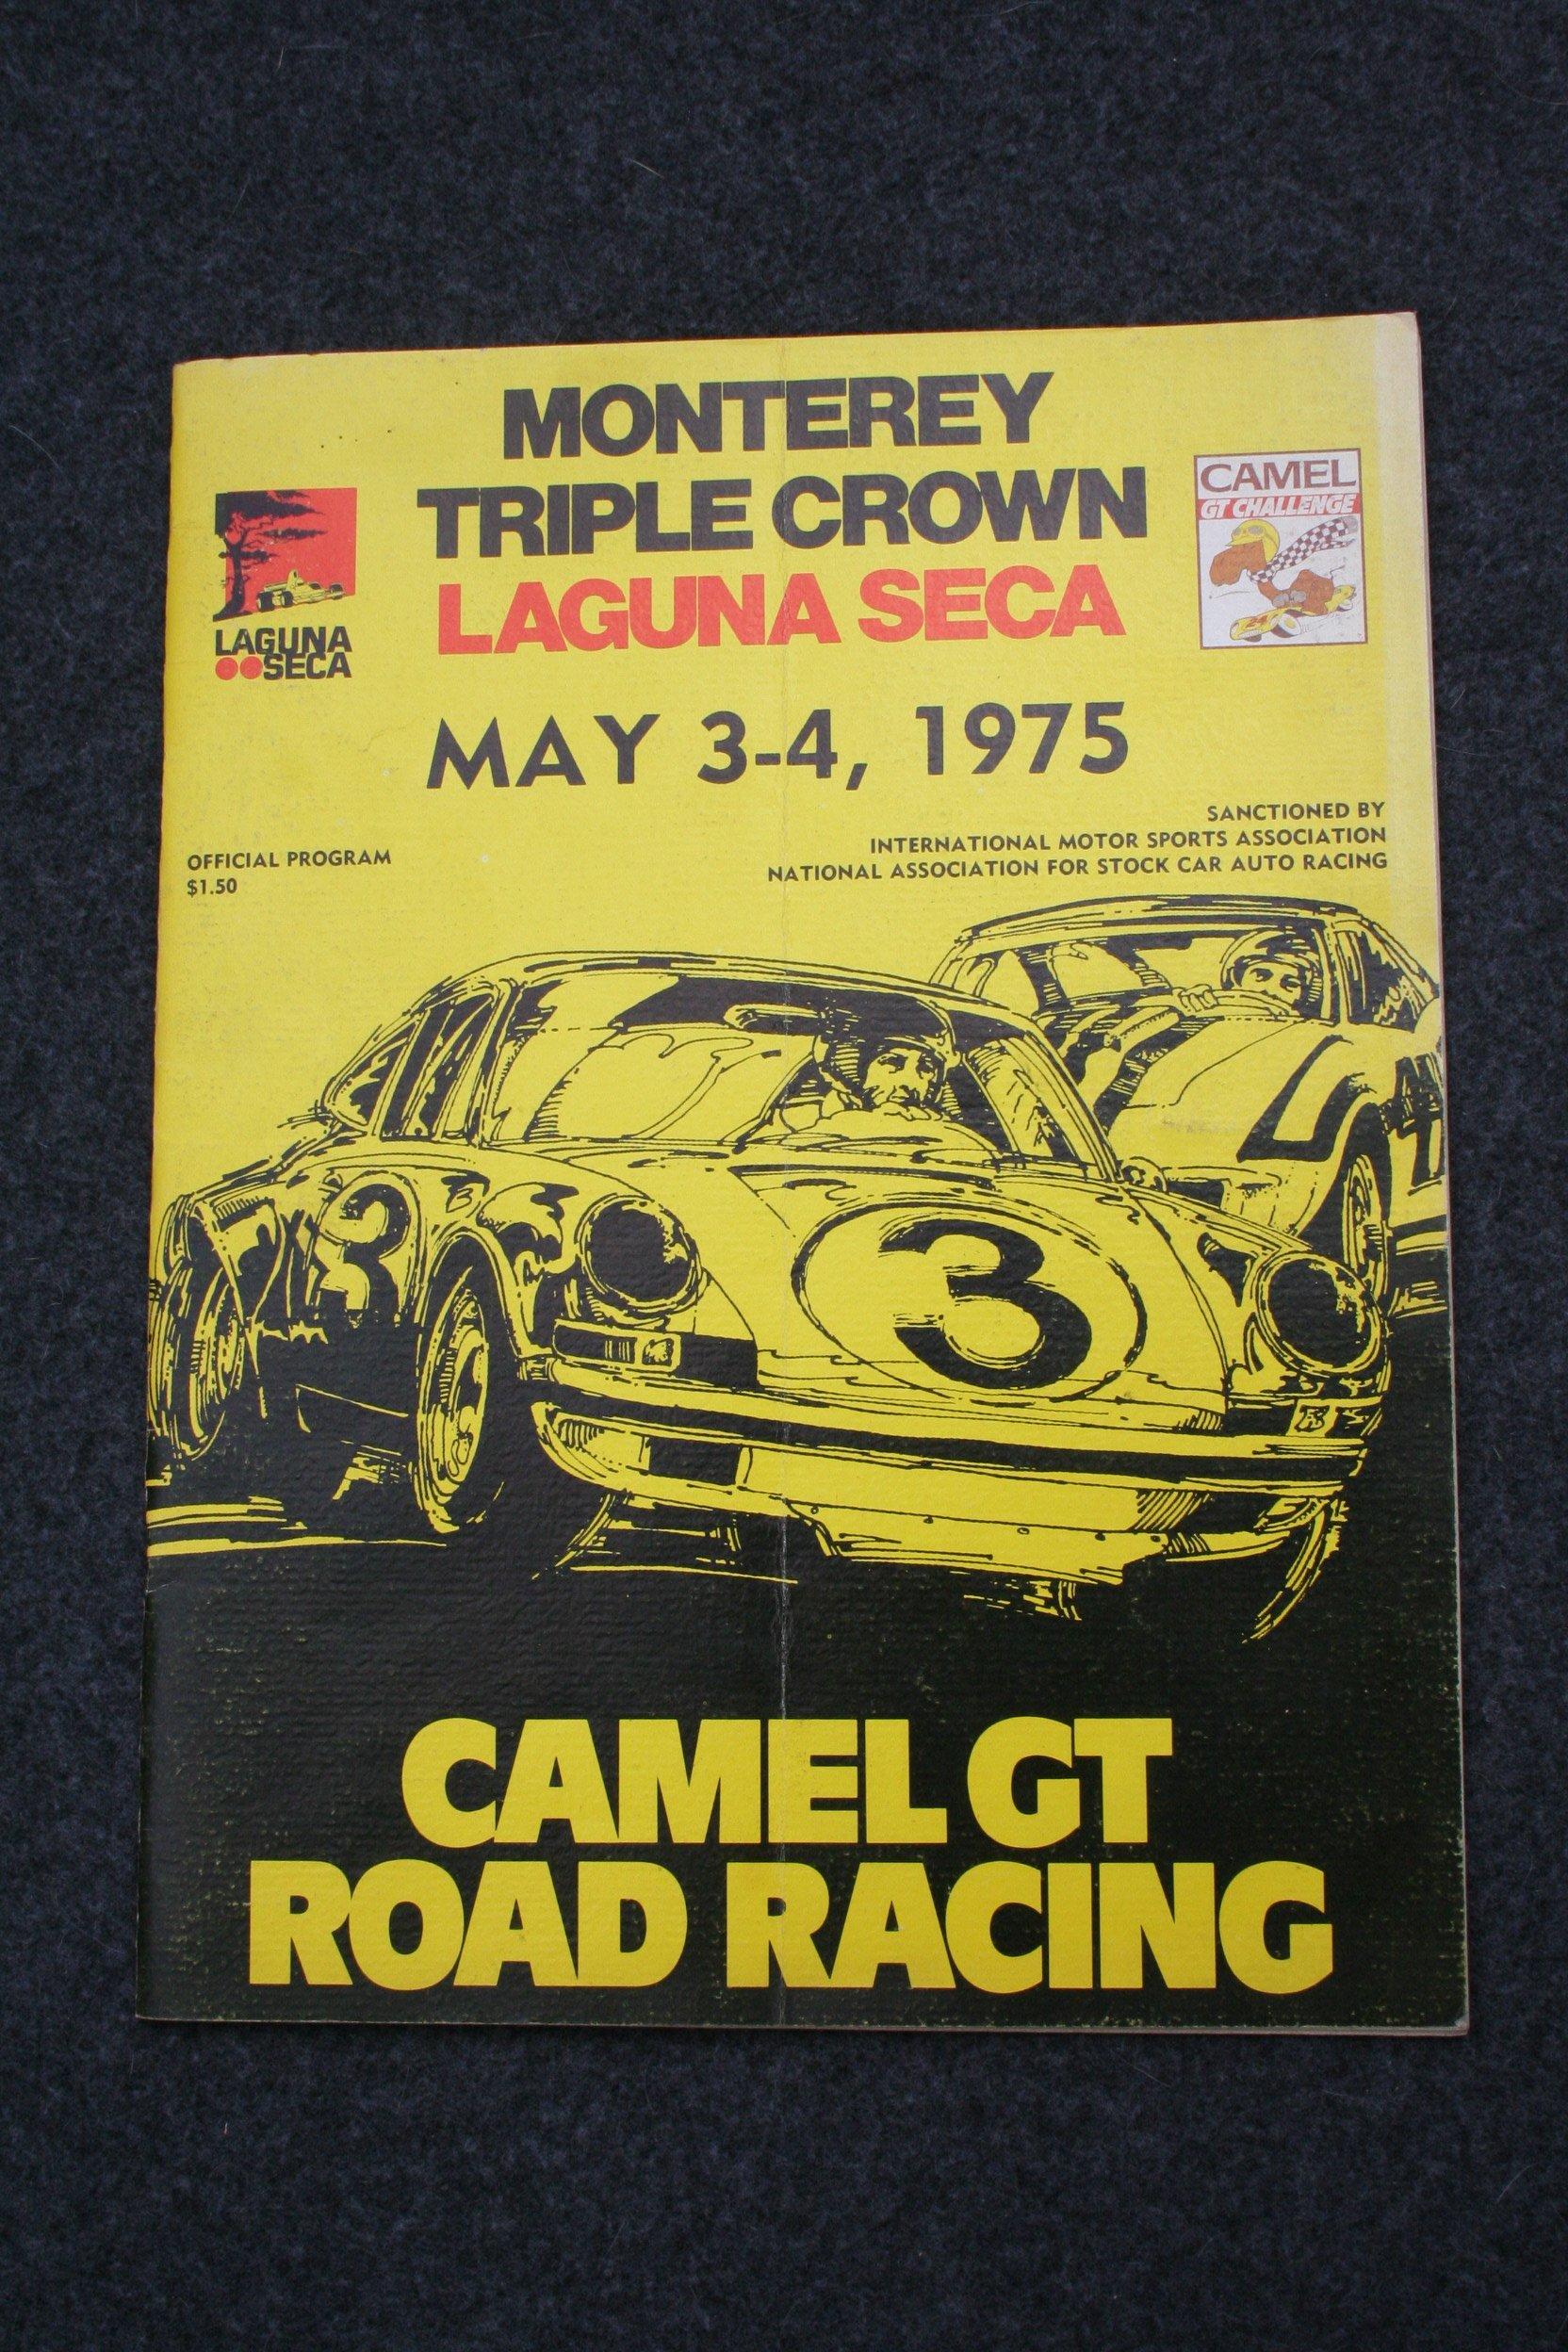 MONTEREY
TRIPLE CROWN
LAGUNA SECA
LAGUNA
SECA
CAMEL
GT CHALLENGE
MAY 3-4, 1975
OFFICIAL PROGRAM
$1.50
SANCTIONED BY
INTERNATIONAL MOTOR SPORTS ASSOCIATION
NATIONAL ASSOCIATION FOR STOCK CAR AUTO RACING
3
3
CAMEL GT
ROAD RACING